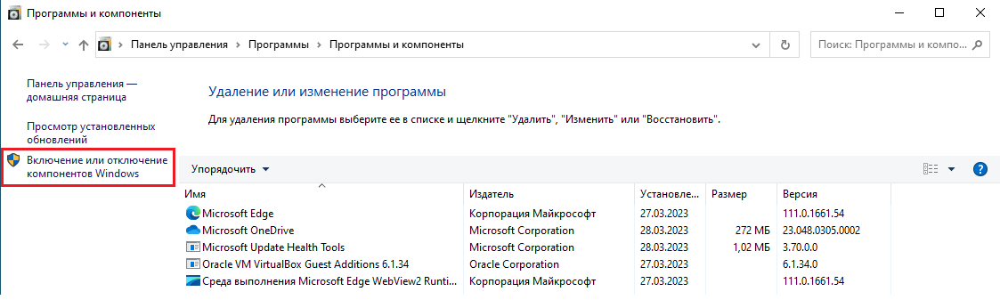 Программы и компоненты
Панель управления > Программы > Программы и компоненты
Поиск: Программы и компо...
Панель управления —
домашняя страница
Просмотр установленных
обновлений
Включение или отключение
компонентов Windows
Удаление или изменение программы
Для удаления программы выберите ее в списке и щелкните "Удалить", "Изменить" или "Восстановить".
Упорядочить
Имя Издатель Установле... Размер Версия
Microsoft Edge Корпорация Майкрософт 27.03.2023 111.0.1661.54
Microsoft OneDrive Microsoft Corporation 28.03.2023 272 МБ 23.048.0305.0002
Microsoft Update Health Tools Microsoft Corporation 28.03.2023 1,02 МБ 3.70.0.0
Oracle VM VirtualBox Guest Additions 6.1.34 Oracle Corporation 27.03.2023 6.1.34.0
Среда выполнения Microsoft Edge WebView2 Runti... Корпорация Майкрософт 27.03.2023 111.0.1661.54